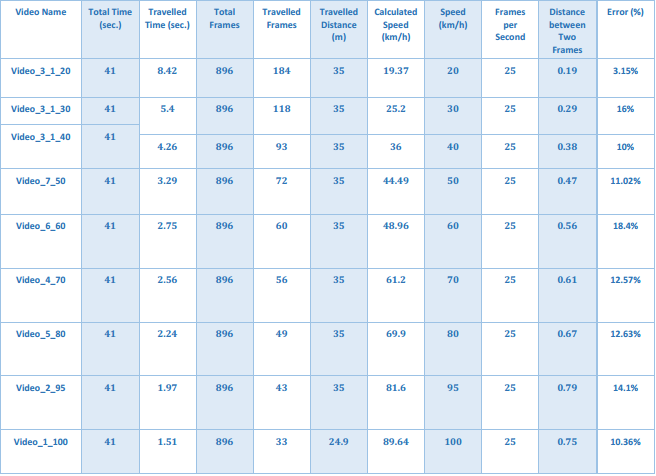 Video Name Total Time (sec.) Travelled Time (sec.) Total Frames Travelled Frames Travelled Distance (m) Calculated Speed (km/h) Speed (km/h) Frames per Second Distance between Two Frames Error (%)
Video_3_1_20 41 8.42 896 184 35 19.37 20 25 0.19 3.15%
Video_3_1_30 41 5.4 896 118 35 25.2 30 25 0.29 16%
Video_3_1_40 41 4.26 896 93 35 36 40 25 0.38 10%
Video_7_50 41 3.29 896 72 35 44.49 50 25 0.47 11.02%
Video_6_60 41 2.75 896 60 35 48.96 60 25 0.56 18.4%
Video_4_70 41 2.56 896 56 35 61.2 70 25 0.61 12.57%
Video_5_80 41 2.24 896 49 35 69.9 80 25 0.67 12.63%
Video_2_95 41 1.97 896 43 35 81.6 95 25 0.79 14.1%
Video_1_100 41 1.51 896 33 24.9 89.64 100 25 0.75 10.36%